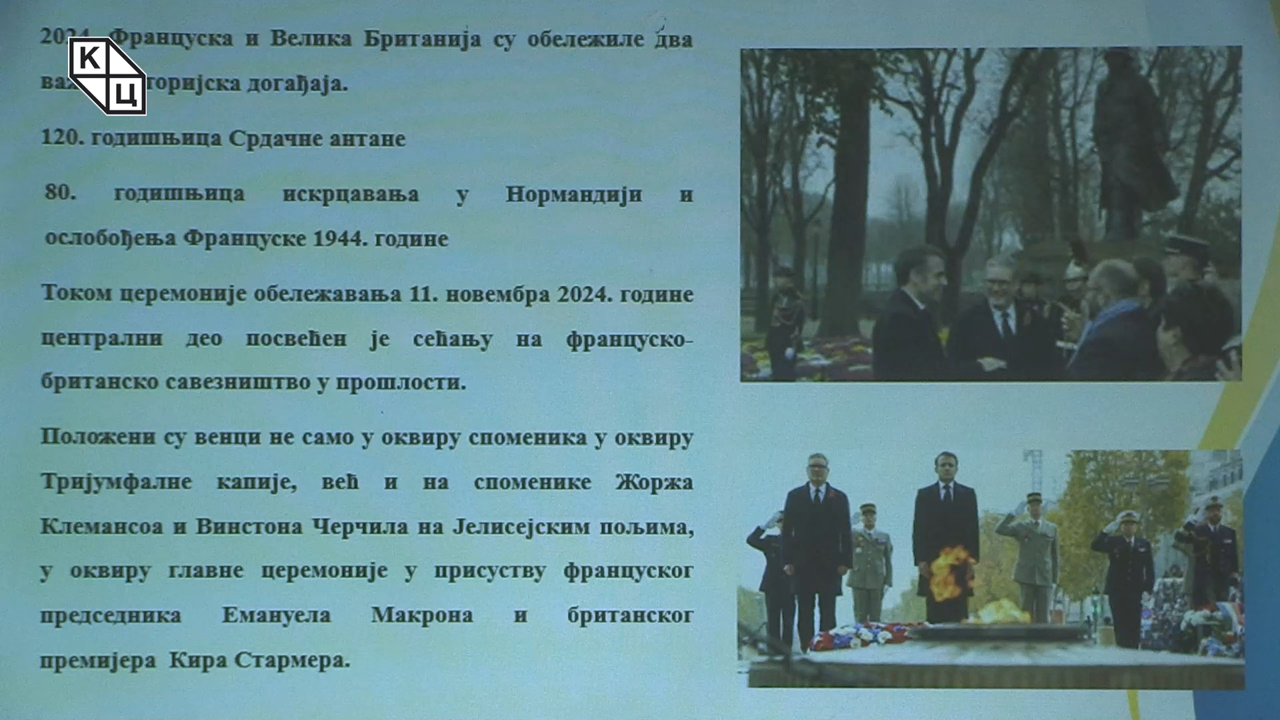 2024. Француска и Велика Британија су обележиле два
К
Ц
догађаја.
120. годишњица Срдачне антане
80. годишњица искрцавања у Нормандији и
ослобођења Француске 1944. године
Током церемоније обележавања 11. новембра 2024. године
централни део посвећен је сећању на француско-
британско савезништво у прошлости.
Положени су венци не само у оквиру споменика у оквиру
Тријумфалне капије, већ и на споменике Жоржа
Клемансоа и Винстона Черчила на Јелисејским пољима,
у оквиру главне церемоније у присуству француског
председника Емануела Макрона и британског
премијера Кира Стармера.